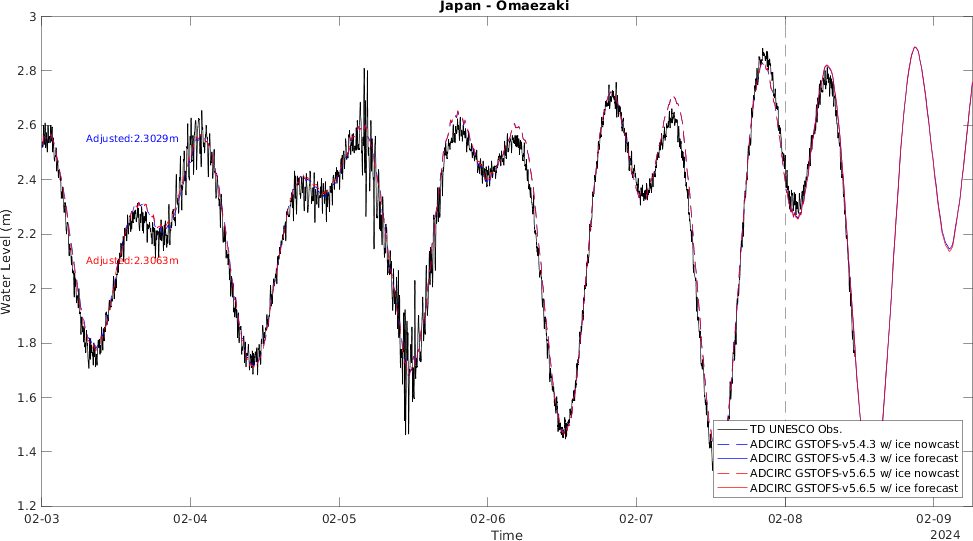 Japan - Omaezaki
Water Level (m)
3
2.8
2.6
2.4
2.2
2
1.8
1.6
1.4
1.2
Adjusted:2.3029m
Adjusted:2.3063m
TD UNESCO Obs.
ADCIRC GSTOFS-v5.4.3 w/ ice nowcast
ADCIRC GSTOFS-v5.4.3 w/ ice forecast
ADCIRC GSTOFS-v5.6.5 w/ ice nowcast
ADCIRC GSTOFS-v5.6.5 w/ ice forecast
02-03 02-04 02-05 02-06 02-07 02-08 02-09
Time
2024